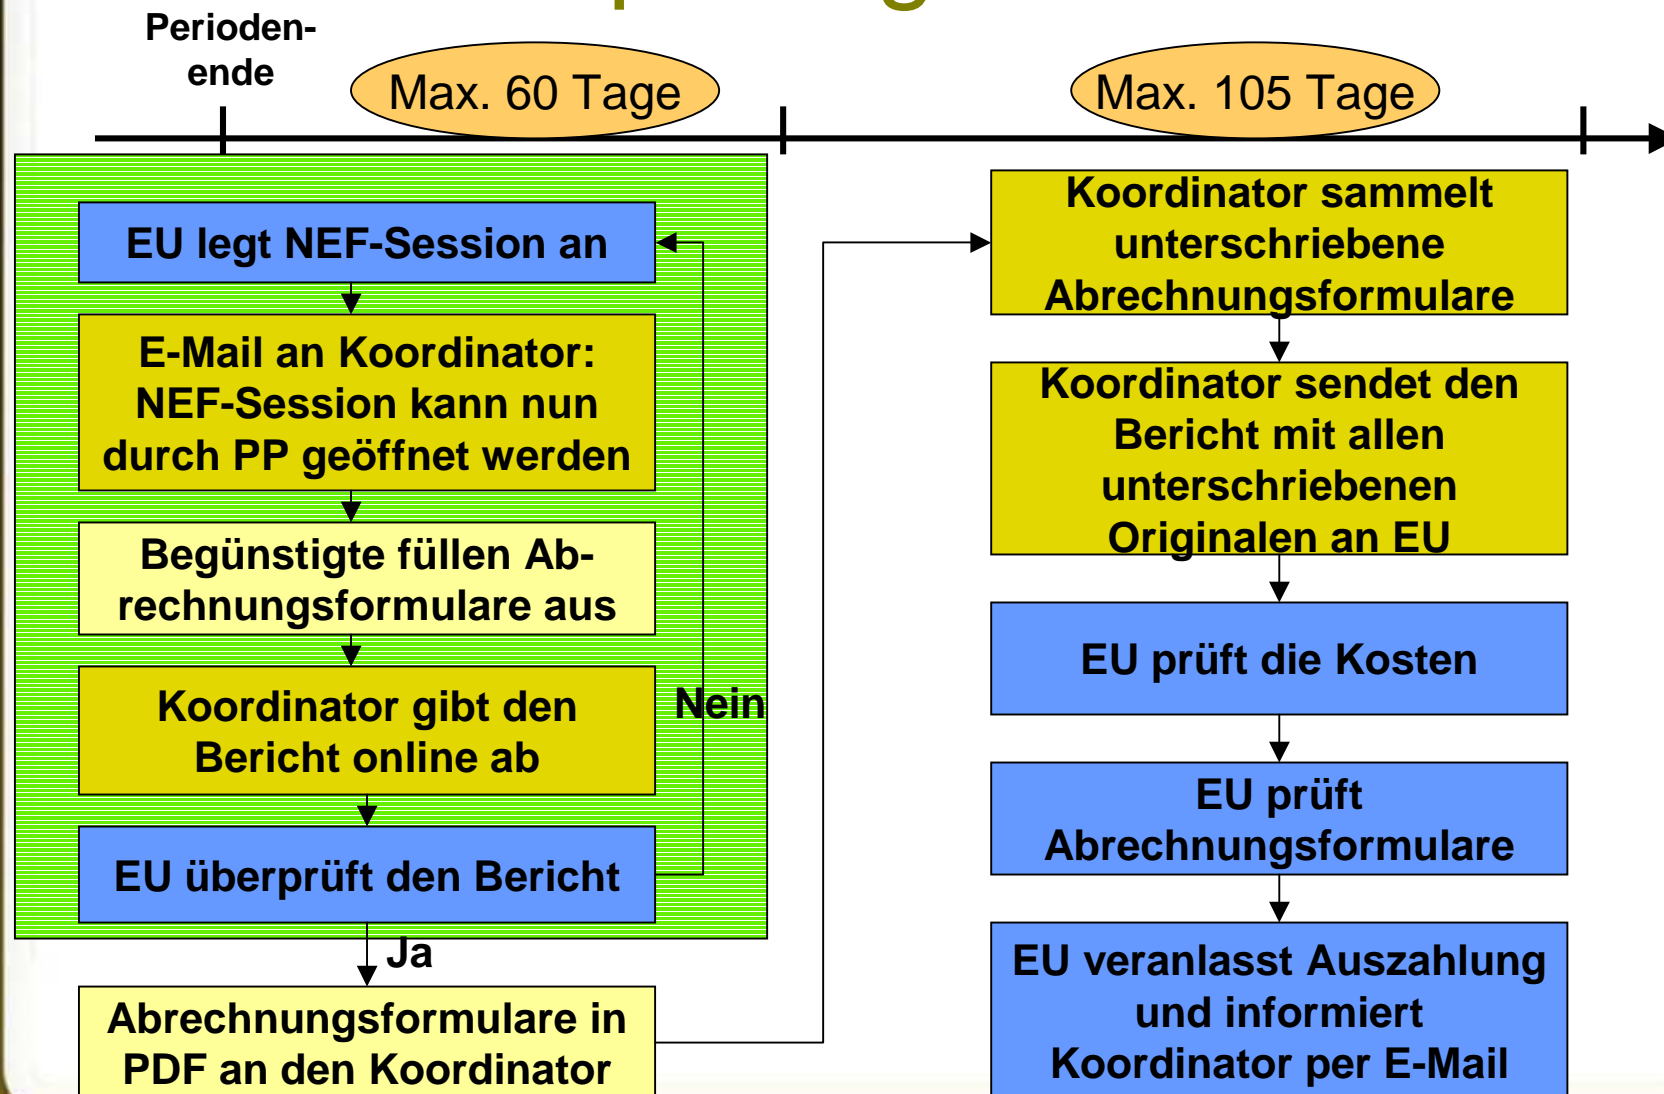 Perioden-
ende
Max. 60 Tage
Max. 105 Tage
EU legt NEF-Session an
E-Mail an Koordinator:
NEF-Session kann nun
durch PP geöffnet werden
Begünstigte füllen Ab-
rechnungsformulare aus
Koordinator gibt den
Bericht online ab
Nein
EU überprüft den Bericht
Ja
Abrechnungsformulare in
PDF an den Koordinator
Koordinator sammelt
unterschriebene
Abrechnungsformulare
Koordinator sendet den
Bericht mit allen
unterschriebenen
Originalen an EU
EU prüft die Kosten
EU prüft
Abrechnungsformulare
EU veranlasst Auszahlung
und informiert
Koordinator per E-Mail